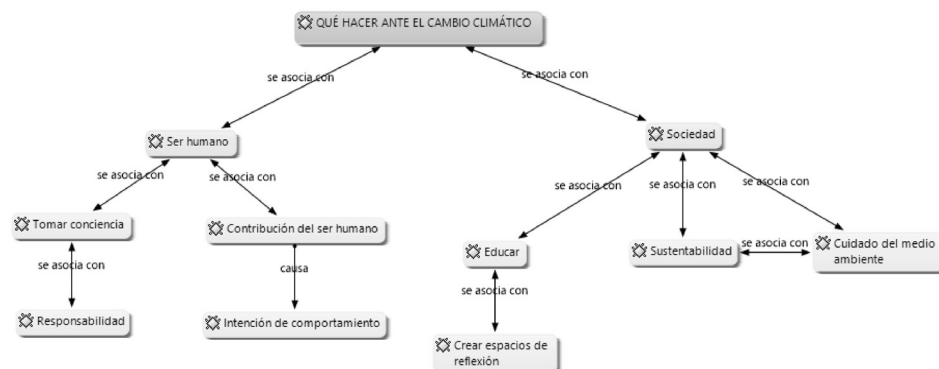 QUÉ HACER ANTE EL CAMBIO CLIMÁTICO
se asocia con
se asocia con
Ser humano
Sociedad
se asocia con
se asocia con
se asocia con
se asocia con
se asocia con
Tomar conciencia
Contribución del ser humano
Educar
Sustentabilidad
se asocia con
Cuidado del medio
ambiente
se asocia con
causa
se asocia con
Responsabilidad
Intención de comportamiento
Crear espacios de
reflexión